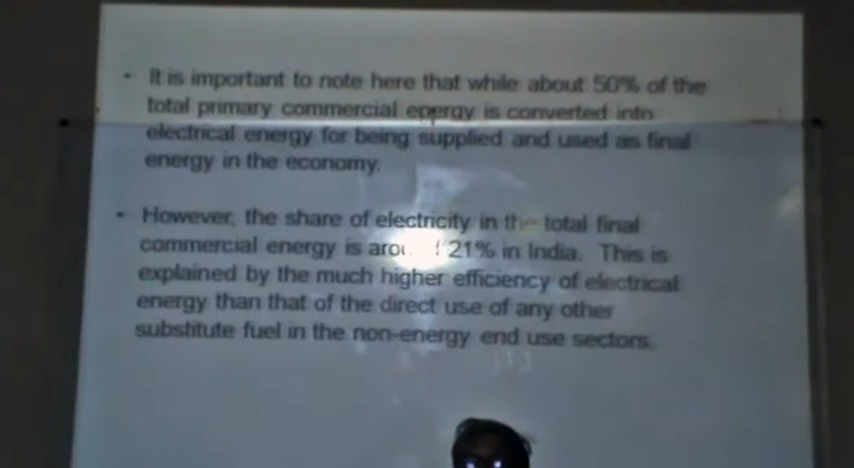 • It is important to note here that while about 50% of the
total primary commercial energy is converted into
electrical energy for being supplied and used as final
energy in the economy.
• However, the share of electricity in the total final
commercial energy is 21% in India. This is
explained by the much higher efficiency of electrical
energy than that of the direct use of any other
substitute fuel in the non-energy end use sectors.